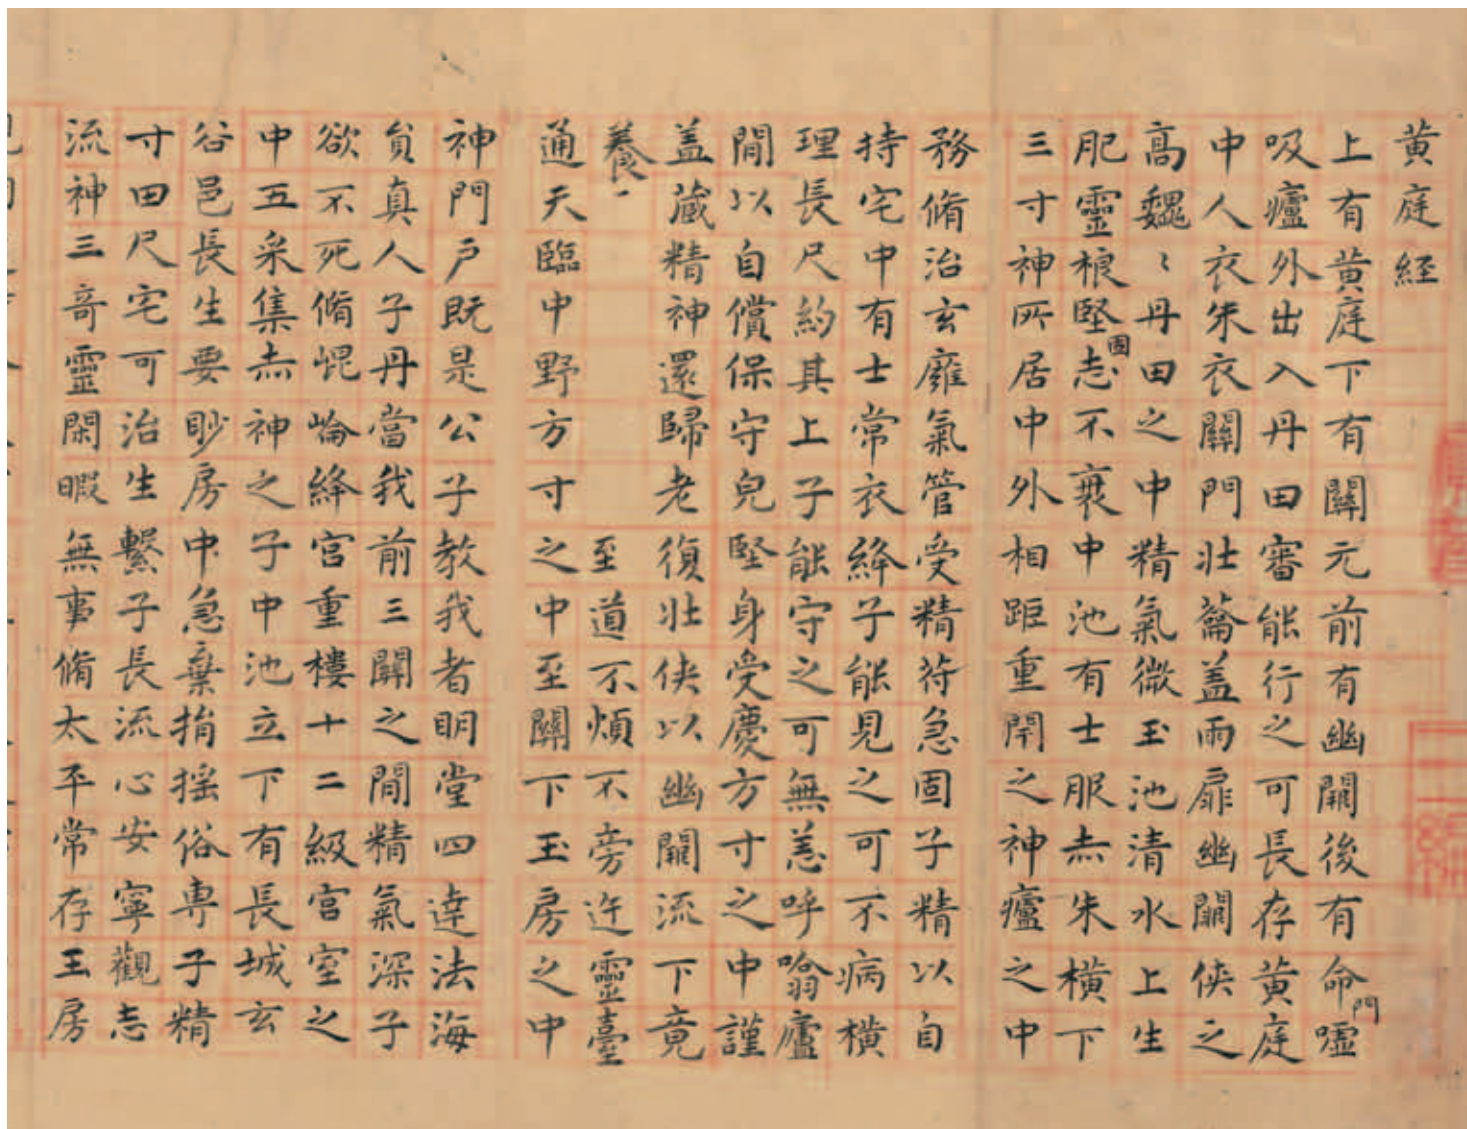 黃庭經
上有黃庭下有關元前有幽闕後有命門噓
吸廬外出入丹田審能行之可長存黃庭
中人衣朱衣關門壯蘥盖兩扉幽闕俠之
高巍〻丹田之中精氣微玉池清水上生
肥靈根堅固志不衰中池有士服赤朱橫下
三寸神所居中外相距重閉之神廬之中
務脩治玄廱氣管受精苻急固子精以自
持宅中有士常衣絳子能見之可不病橫
理長尺約其上子能守之可無恙呼噏廬
閒以自償保守皃堅身受慶方寸之中謹
盖蔵精神還歸老復壯俠以幽闕流下竟
養丶 至道不煩不旁迕靈臺
通天臨中野方寸之中至關下玉房之中
神門戶既是公子教我者明堂四達法海
貟真人子丹當我前三關之間精氣深子
欲不死脩崐崘絳宮重樓十二級宮室之
中五采集赤神之子中池立下有長城玄
谷邑長生要眇房中急棄捐搖俗專子精
寸田尺宅可治生繫子長流心安寧觀志
流神三奇靈閑暇無事脩太平常存玉房